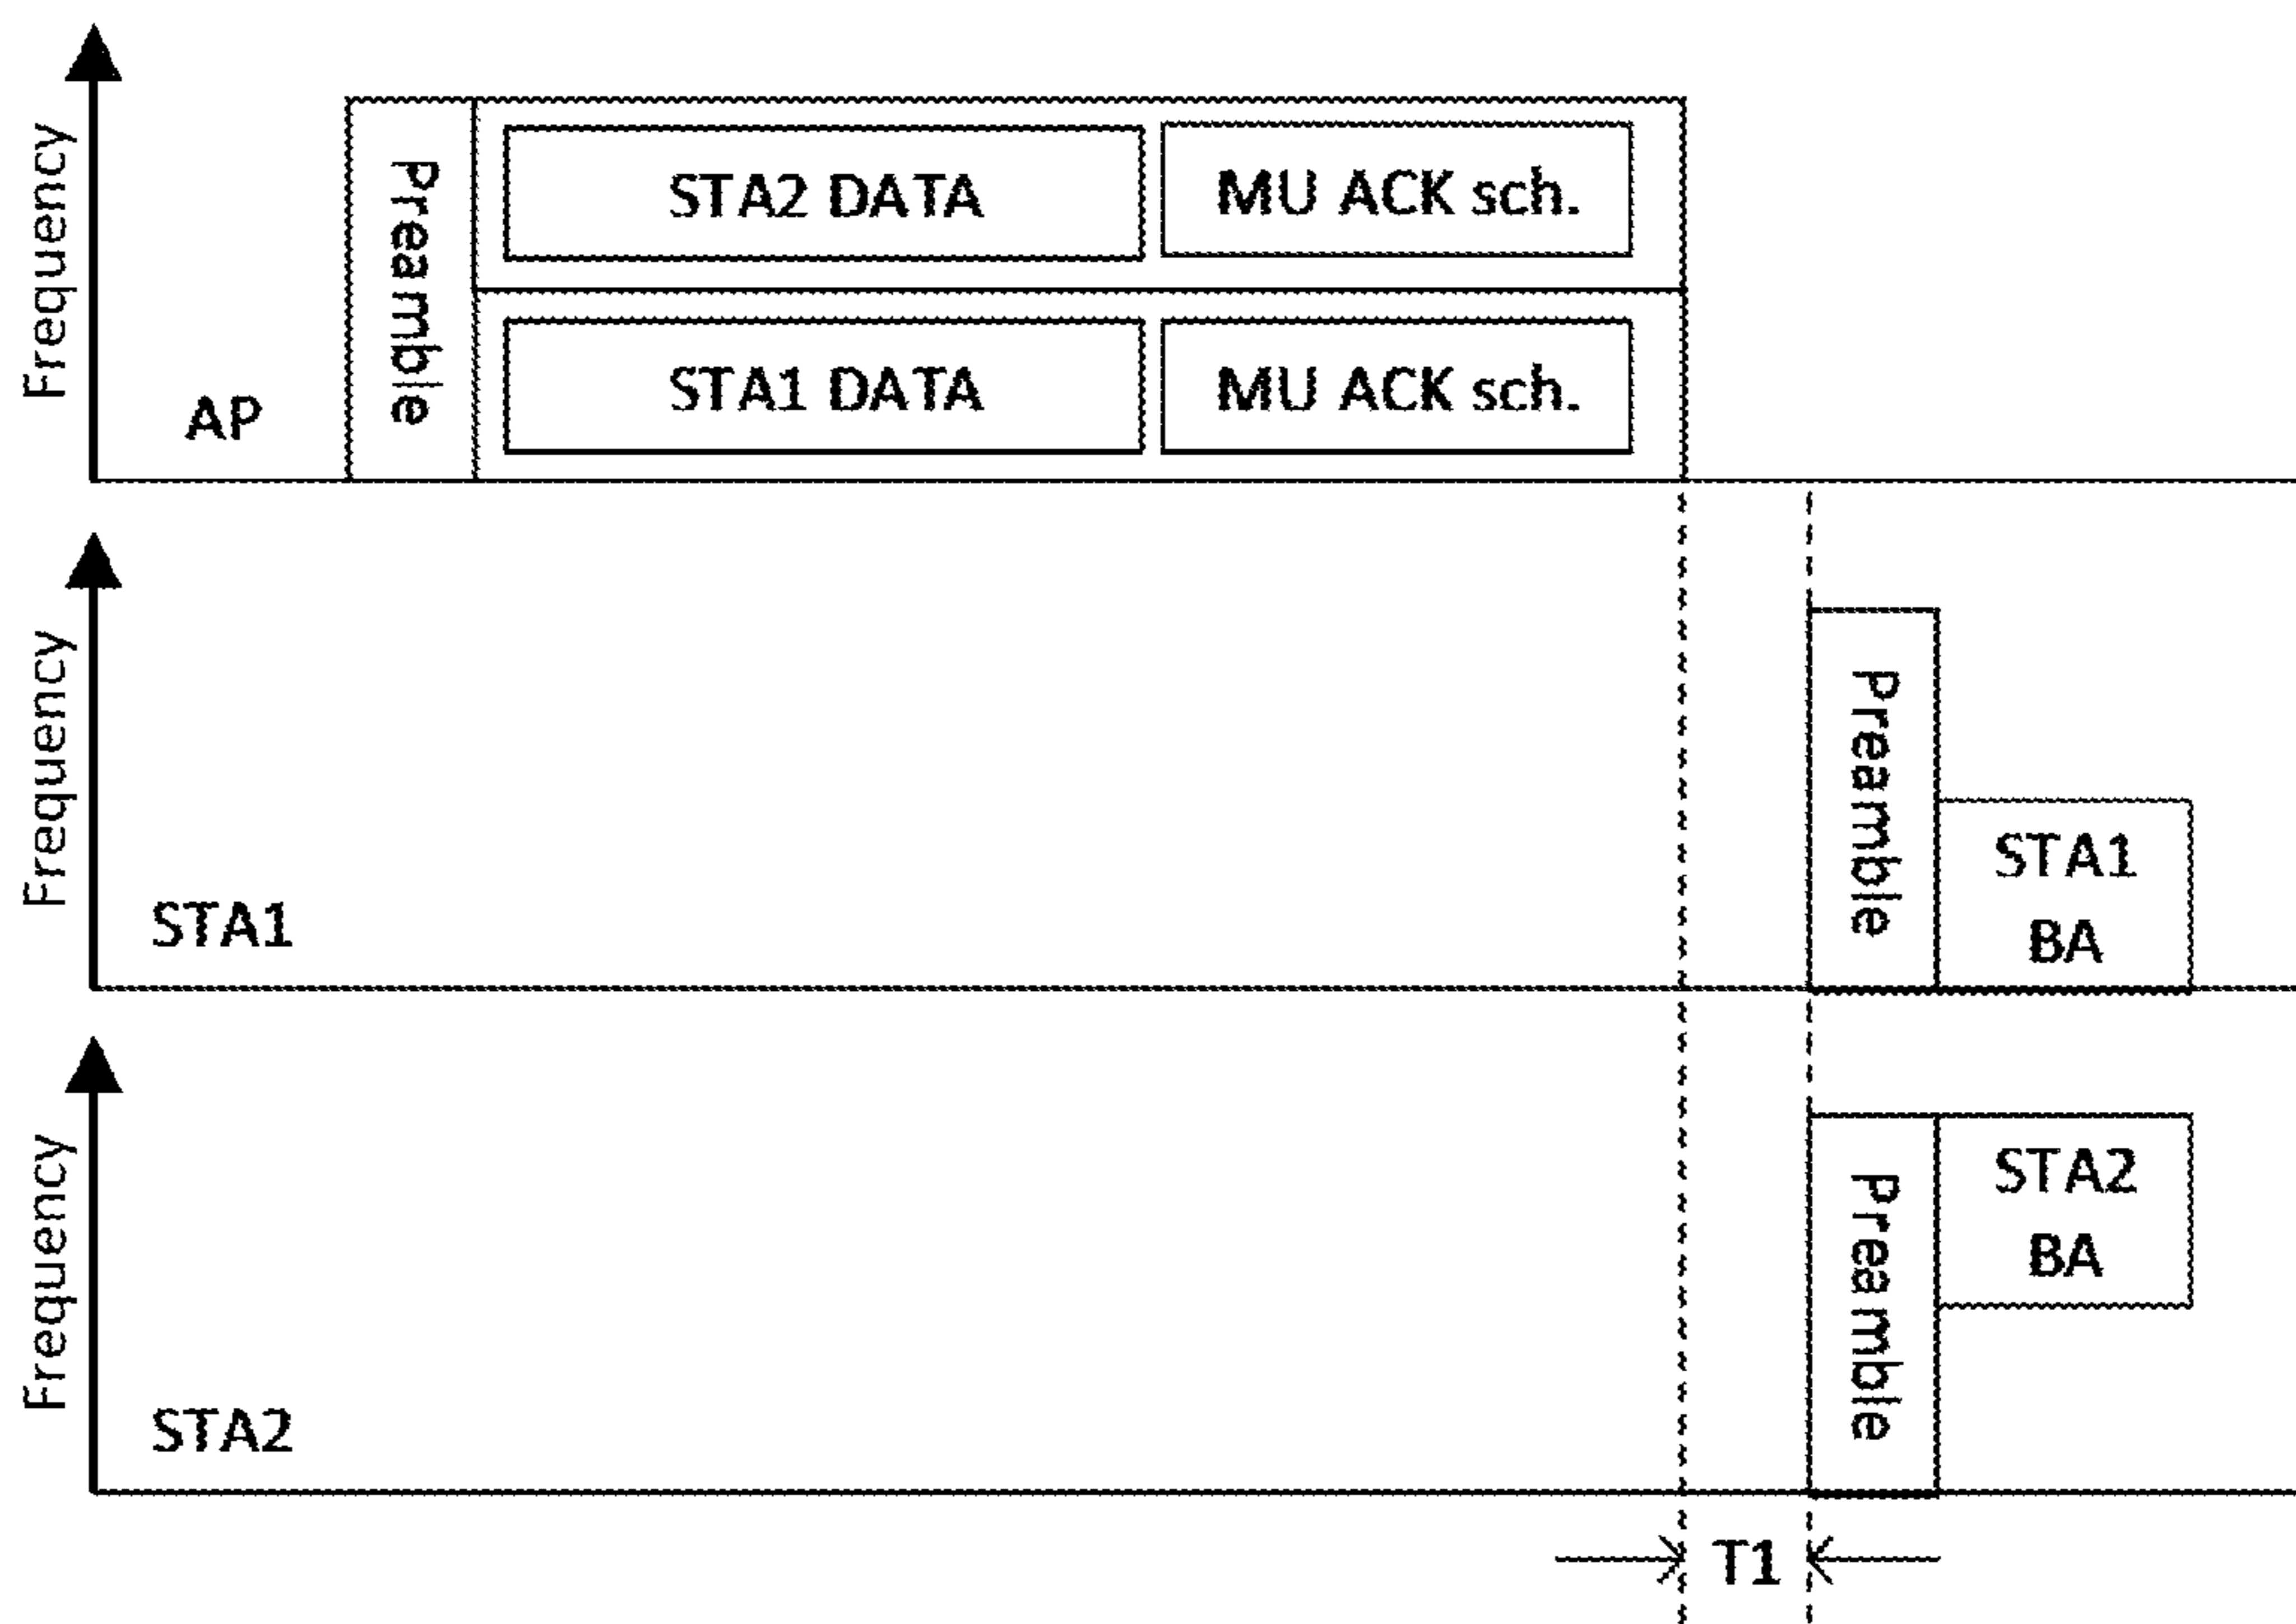 Frequency
AP
Preamble
STA2 DATA
MU ACK sch.
STA1 DATA
MU ACK sch.
Frequency
STA1
Preamble
STA1
BA
Frequency
STA2
Preamble
STA2
BA
T1